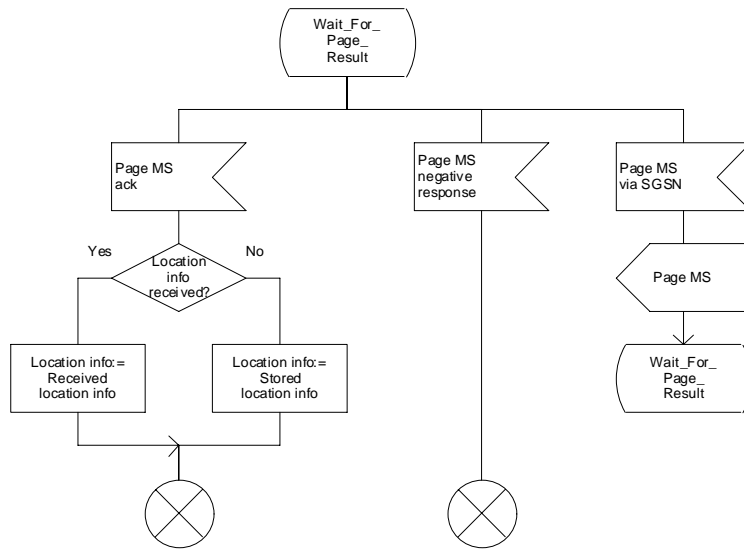 Wait_For_
Page_
Result
Page MS
ack
Page MS
negative
response
Page MS
via SGSN
Yes
No
Location
info
received?
Page MS
Location info:=
Received
location info
Location info:=
Stored
location info
Wait_For_
Page_
Result